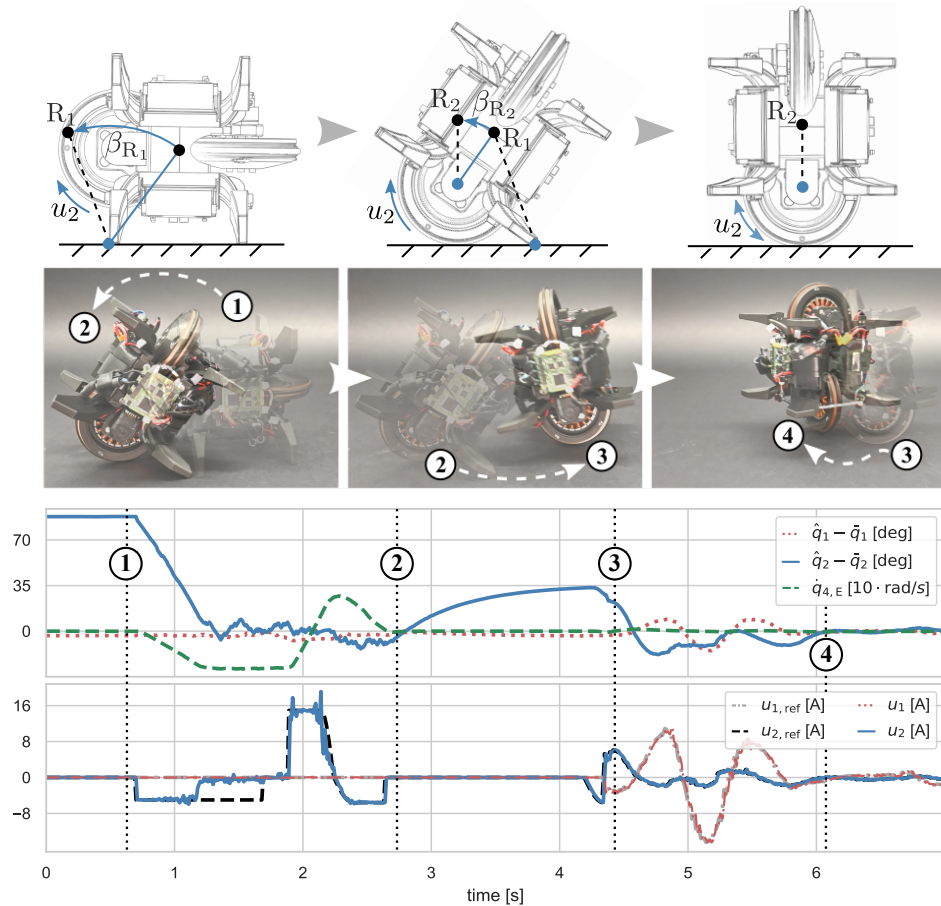 R₁ β_R₁ u₂
R₂ β_R₂ R₁ u₂
R₂ u₂
1 2
2 3
4 3
70
35
0
1 2 3 4
q̂₁ − q̄₁ [deg]
q̂₂ − q̄₂ [deg]
q̇₄,E [10 · rad/s]
16
8
0
−8
u₁,ref [A] u₁ [A]
u₂,ref [A] u₂ [A]
0 1 2 3 4 5 6
time [s]